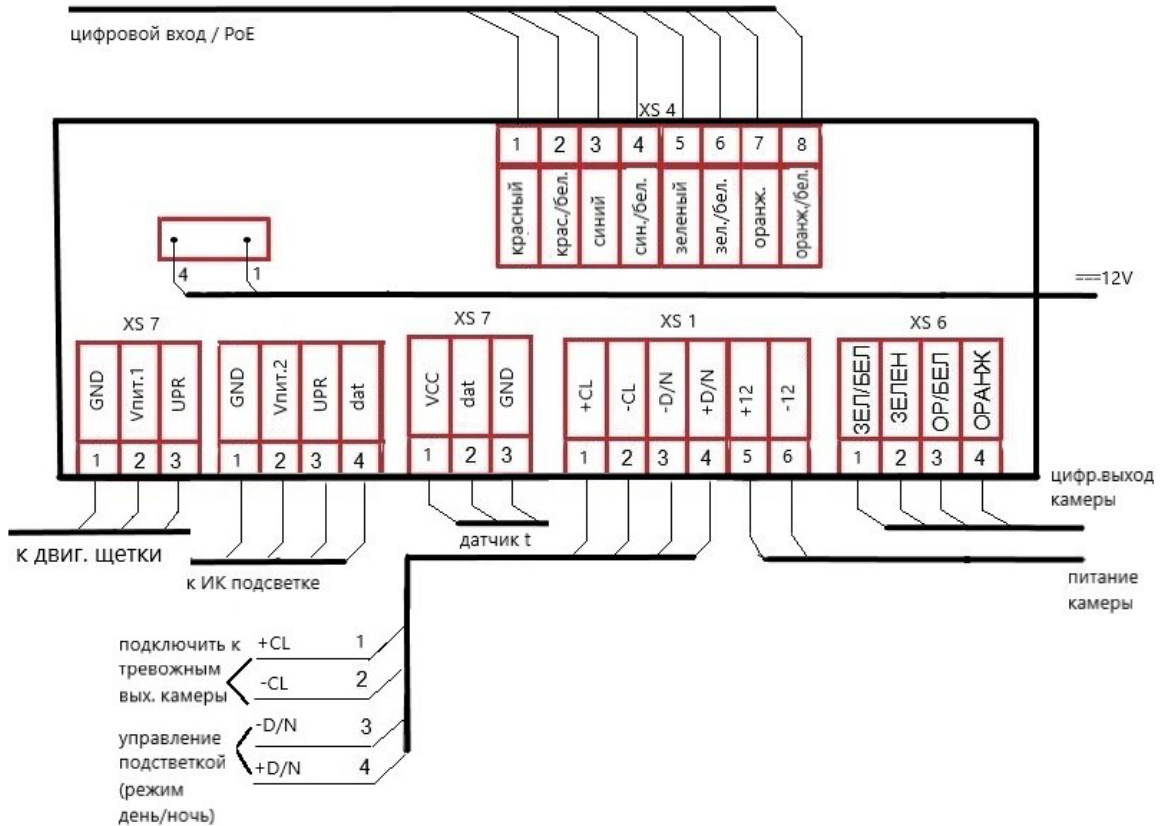 цифровой вход / PoE
XS 4
1 2 3 4 5 6 7 8
красный
крас./бел.
синий
син./бел.
зеленый
зел./бел.
оранж.
оранж./бел.
4 1
===12V
XS 7
GND
Vпит.1
UPR
1 2 3
GND
Vпит.2
UPR
dat
1 2 3 4
XS 7
VCC
dat
GND
1 2 3
XS 1
+CL
-CL
-D/N
+D/N
+12
-12
1 2 3 4 5 6
XS 6
ЗЕЛ/БЕЛ
ЗЕЛЕН
ОР/БЕЛ
ОРАНЖ
1 2 3 4
цифр.выход
камеры
к двиг. щетки
к ИК подсветке
датчик t
питание
камеры
подключить к
тревожным
вых. камеры
+CL 1
-CL 2
управление
подстветкой
(режим
день/ночь)
-D/N 3
+D/N 4